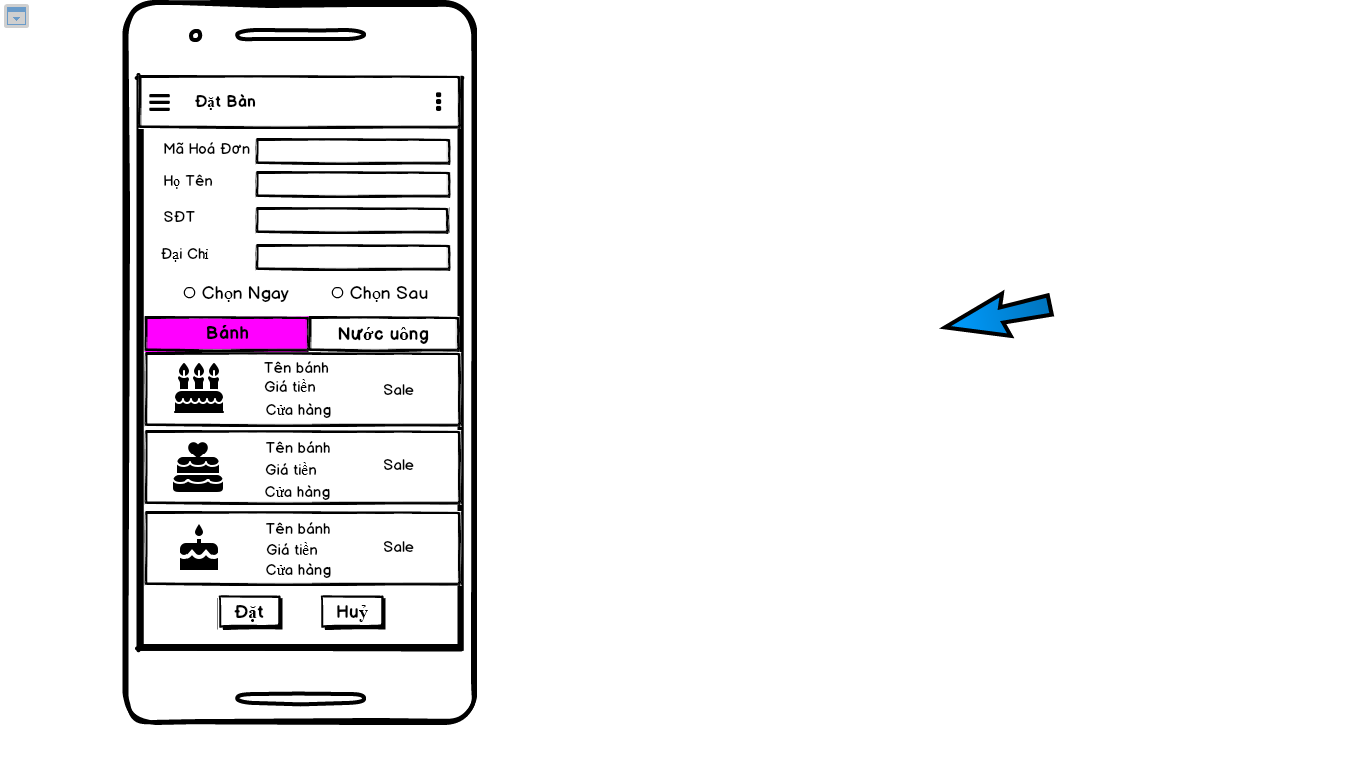 Đặt Bàn
Mã Hoá Đơn
Họ Tên
SĐT
Đại Chỉ
Chọn Ngay
Chọn Sau
Bánh
Nước uông
Tên bánh
Giá tiền
Cửa hàng
Sale
Tên bánh
Giá tiền
Cửa hàng
Sale
Tên bánh
Giá tiền
Cửa hàng
Sale
Đặt
Huỷ